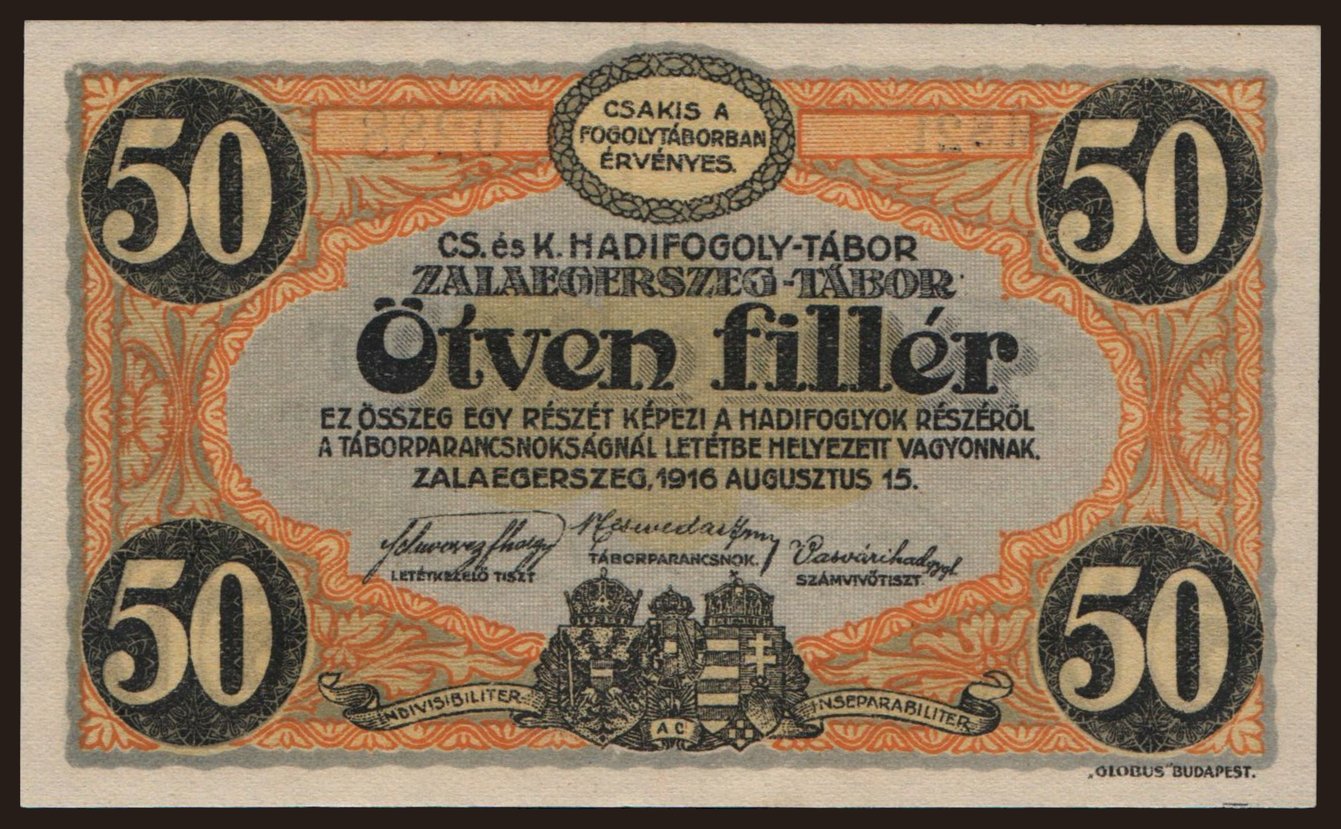 50
50
CSAKIS A
FOGOLYTÁBORBAN
ÉRVÉNYES.
CS. és K. HADIFOGOLY-TÁBOR
ZALAEGERSZEG-TÁBOR
Ötven fillér
EZ ÖSSZEG EGY RÉSZÉT KÉPEZI A HADIFOGLYOK RÉSZÉRŐL
A TÁBORPARANCSNOKSÁGNÁL LETÉTBE HELYEZETT VAGYONNAK.
ZALAEGERSZEG, 1916 AUGUSZTUS 15.
LETÉTKEZELŐ TISZT
TÁBORPARANCSNOK.
SZÁMVIVŐTISZT.
50
50
INDIVISIBILITER
INSEPARABILITER
A C
„GLOBUS" BUDAPEST.